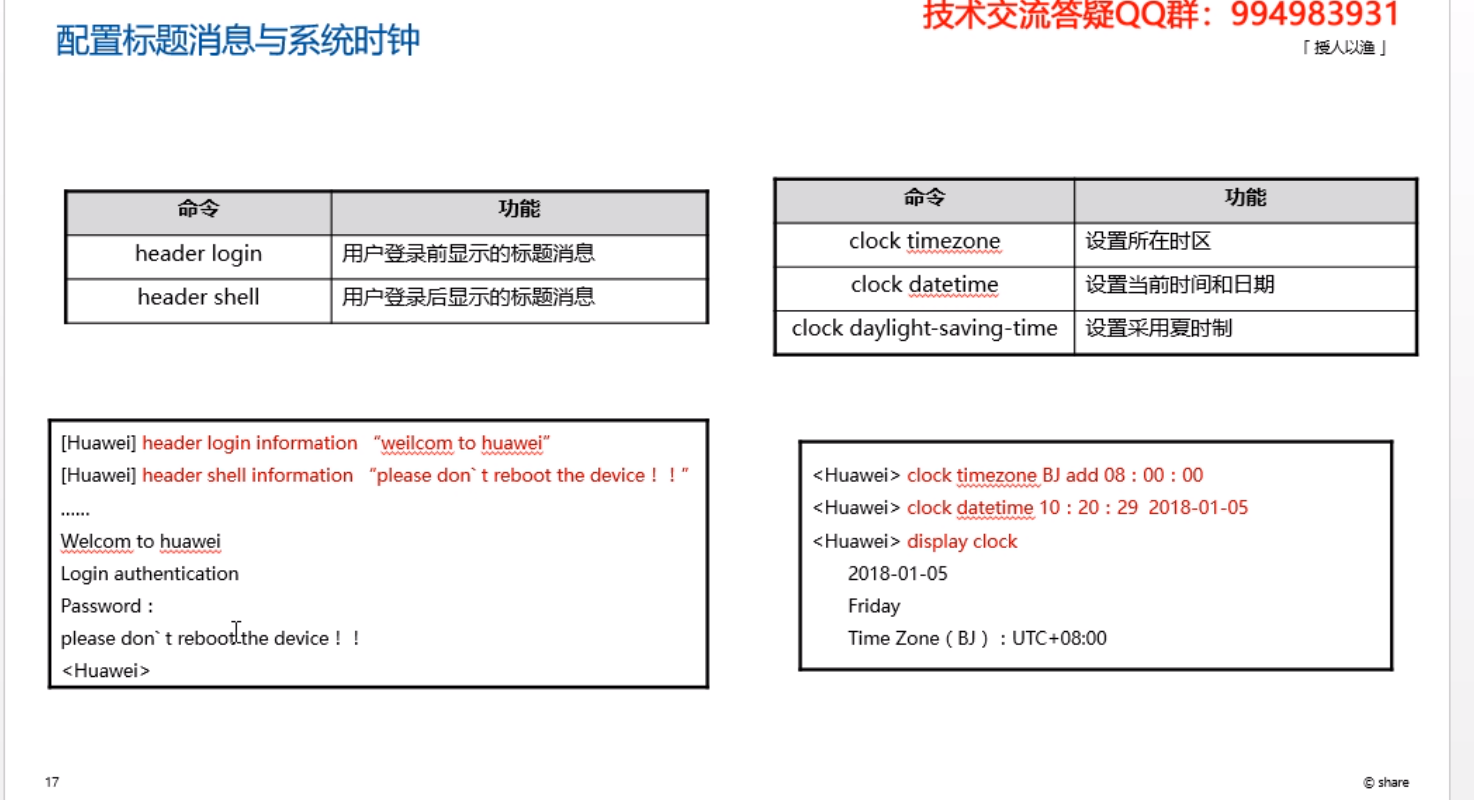 技术交流答疑QQ群：994983931
配置标题消息与系统时钟
「 授人以渔 」
命令 功能
header login 用户登录前显示的标题消息
header shell 用户登录后显示的标题消息
命令 功能
clock timezone 设置所在时区
clock datetime 设置当前时间和日期
clock daylight-saving-time 设置采用夏时制
[Huawei] header login information “weilcom to huawei”
[Huawei] header shell information “please don`t reboot the device！！”
......
Welcom to huawei
Login authentication
Password：
please don`t reboot the device！！
<Huawei>
<Huawei> clock timezone BJ add 08：00：00
<Huawei> clock datetime 10：20：29 2018-01-05
<Huawei> display clock
2018-01-05
Friday
Time Zone（BJ）：UTC+08:00
17
© share